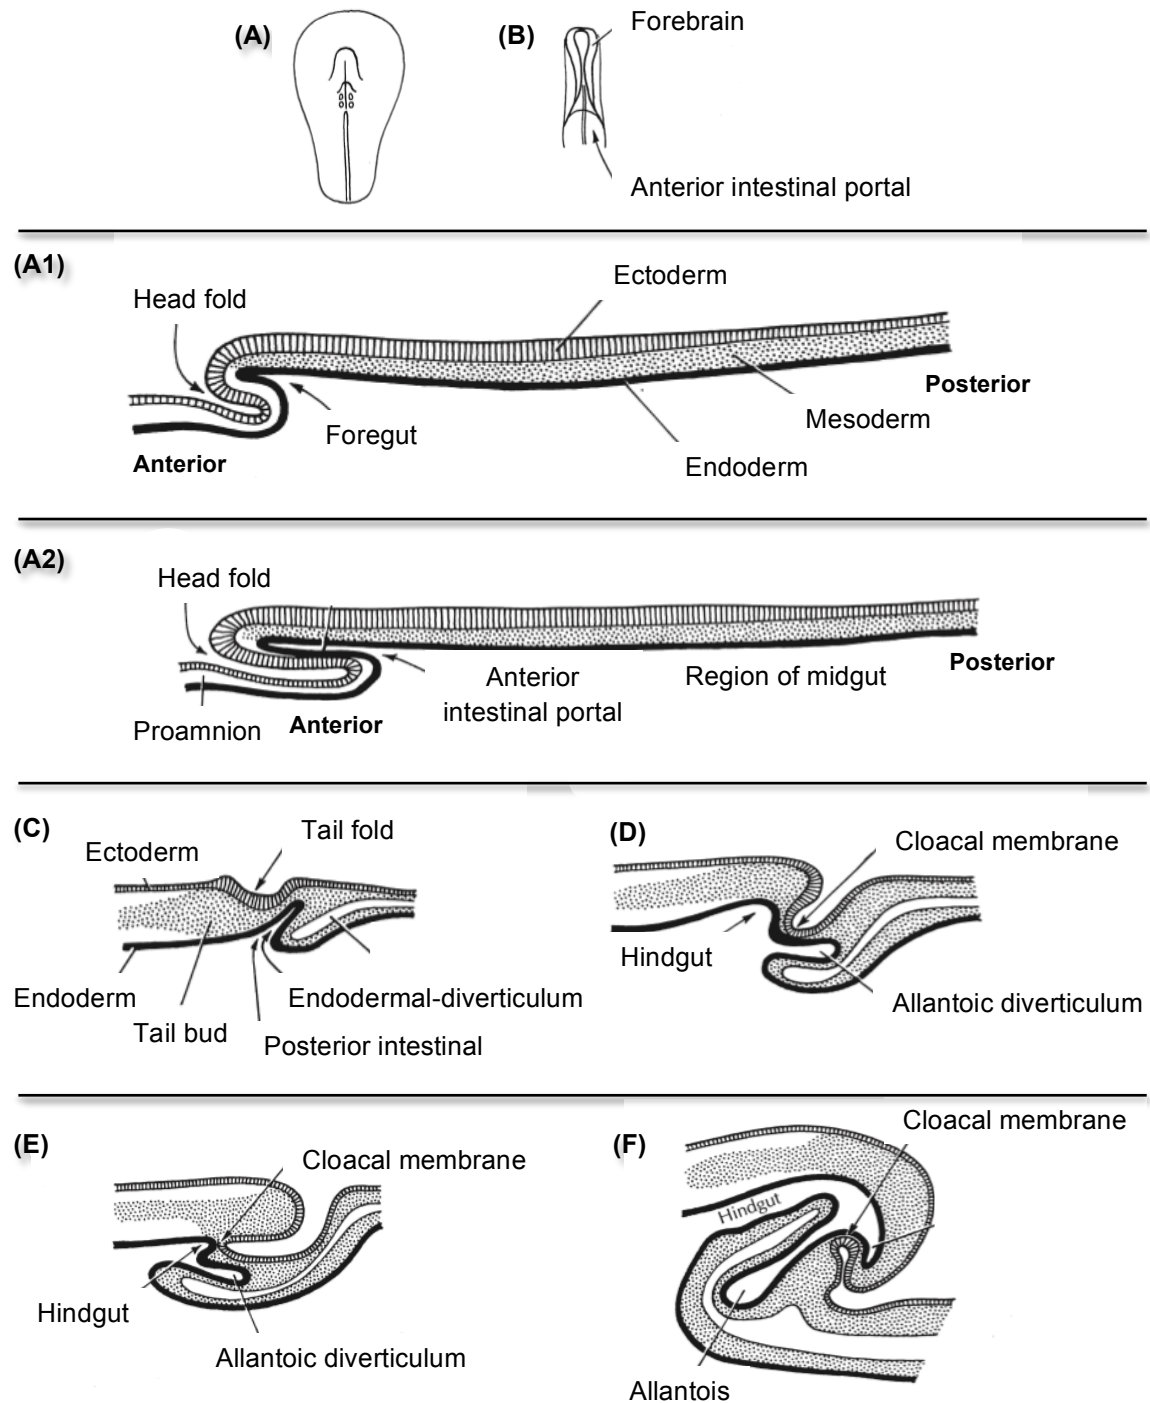 (A)
(B)
Forebrain
Anterior intestinal portal
(A1)
Head fold
Ectoderm
Foregut
Posterior
Mesoderm
Anterior
Endoderm
(A2)
Head fold
Anterior
intestinal portal
Region of midgut
Posterior
Proamnion
Anterior
(C)
Tail fold
Ectoderm
Endoderm
Endodermal-diverticulum
Tail bud
Posterior intestinal
(D)
Cloacal membrane
Hindgut
Allantoic diverticulum
(E)
Cloacal membrane
Hindgut
Allantoic diverticulum
(F)
Cloacal membrane
Hindgut
Allantois